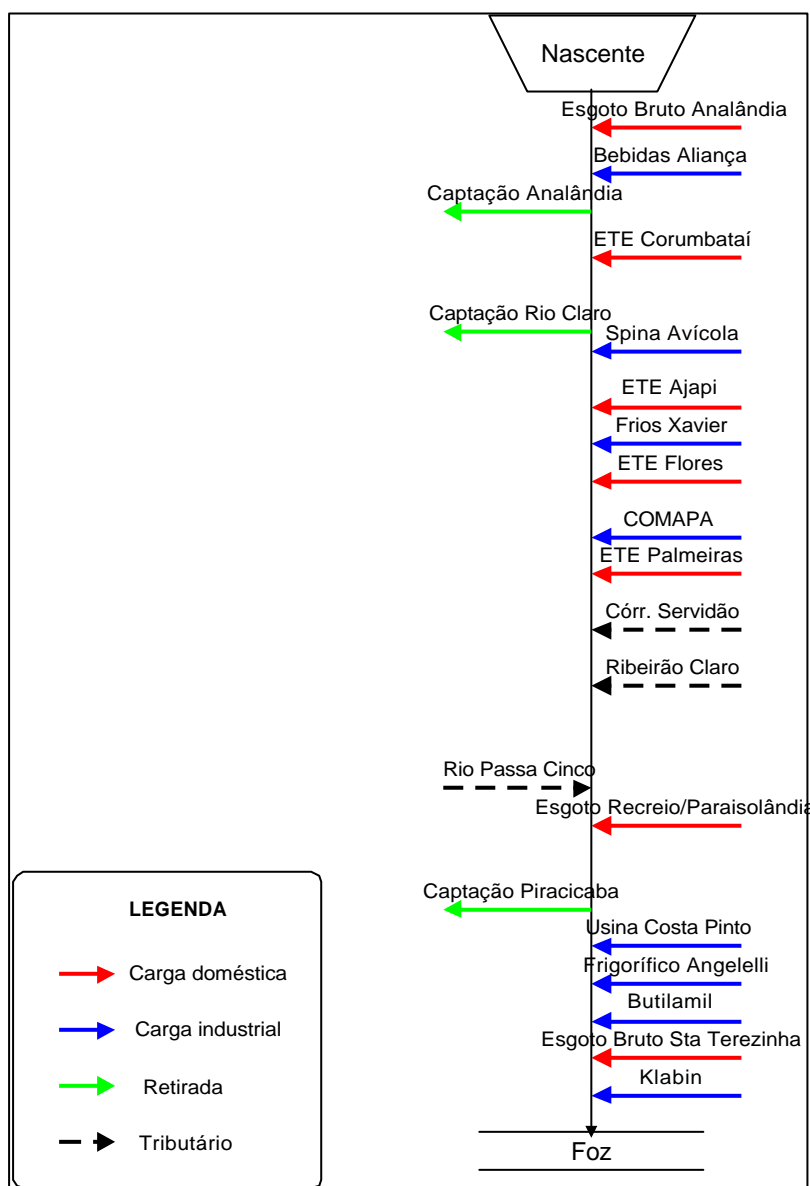 Nascente
Esgoto Bruto Analândia
Bebidas Aliança
Captação Analândia
ETE Corumbataí
Captação Rio Claro
Spina Avícola
ETE Ajapi
Frios Xavier
ETE Flores
COMAPA
ETE Palmeiras
Córr. Servidão
Ribeirão Claro
Rio Passa Cinco
Esgoto Recreio/Paraisolândia
Captação Piracicaba
Usina Costa Pinto
Frigorífico Angelelli
Butilamil
Esgoto Bruto Sta Terezinha
Klabin
Foz
LEGENDA
Carga doméstica
Carga industrial
Retirada
Tributário